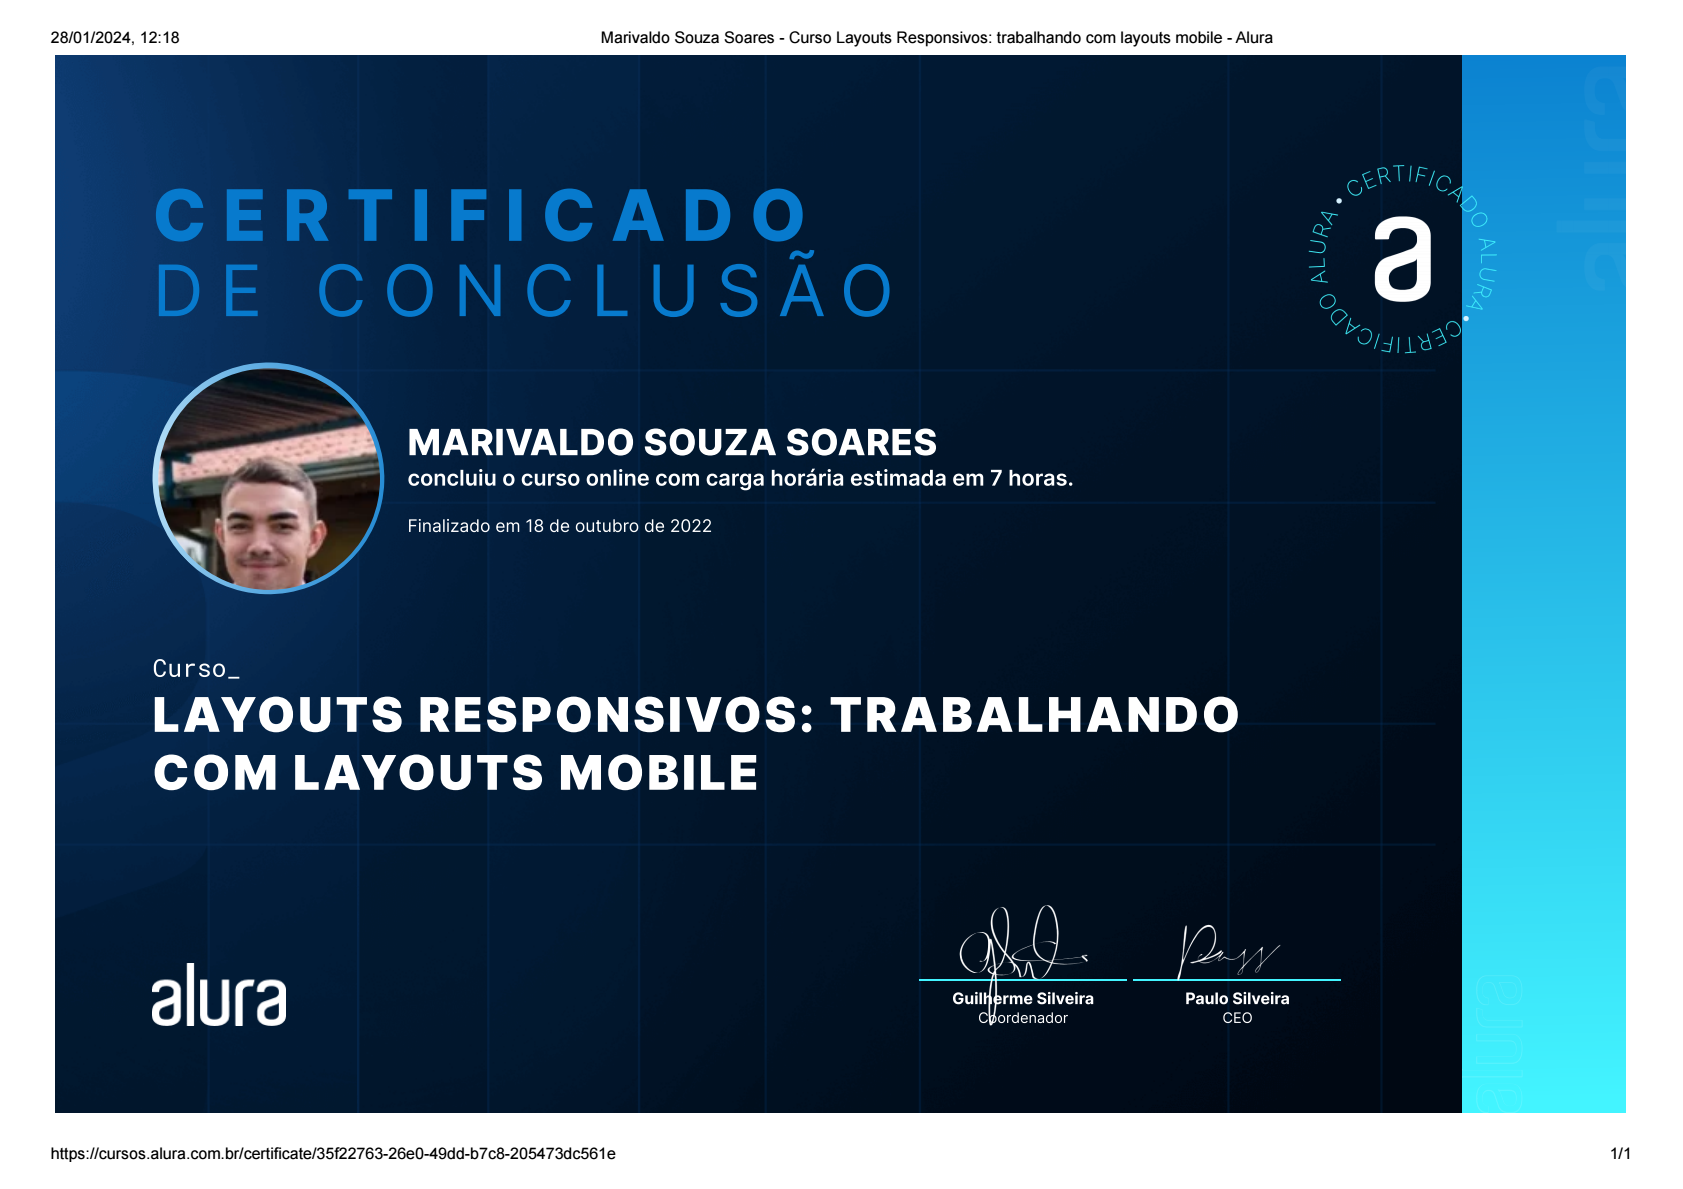 28/01/2024, 12:18
Marivaldo Souza Soares - Curso Layouts Responsivos: trabalhando com layouts mobile - Alura
alura
CERTIFICADO
DE CONCLUSÃO
CERTIFICADO ALURA • CERTIFICADO ALURA •
a
MARIVALDO SOUZA SOARES
concluiu o curso online com carga horária estimada em 7 horas.
Finalizado em 18 de outubro de 2022
Curso_
LAYOUTS RESPONSIVOS: TRABALHANDO
COM LAYOUTS MOBILE
alura
Guilherme Silveira
Coordenador
Paulo Silveira
CEO
alura
https://cursos.alura.com.br/certificate/35f22763-26e0-49dd-b7c8-205473dc561e
1/1